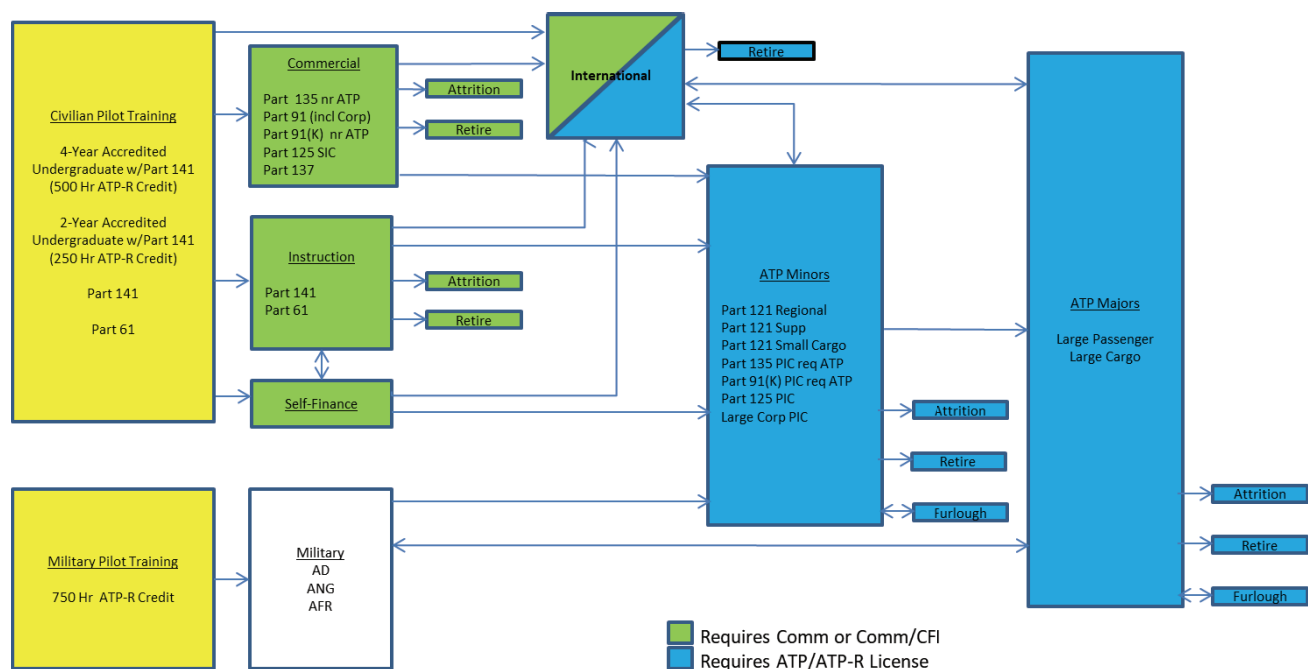 Civilian Pilot Training
4-Year Accredited
Undergraduate w/Part 141
(500 Hr ATP-R Credit)
2-Year Accredited
Undergraduate w/Part 141
(250 Hr ATP-R Credit)
Part 141
Part 61
Commercial
Part 135 nr ATP
Part 91 (incl Corp)
Part 91(K) nr ATP
Part 125 SIC
Part 137
Attrition
Retire
Instruction
Part 141
Part 61
Attrition
Retire
Self-Finance
International
Retire
ATP Minors
Part 121 Regional
Part 121 Supp
Part 121 Small Cargo
Part 135 PIC req ATP
Part 91(K) PIC req ATP
Part 125 PIC
Large Corp PIC
Attrition
Retire
Furlough
ATP Majors
Large Passenger
Large Cargo
Attrition
Retire
Furlough
Military Pilot Training
750 Hr ATP-R Credit
Military
AD
ANG
AFR
Requires Comm or Comm/CFI
Requires ATP/ATP-R License